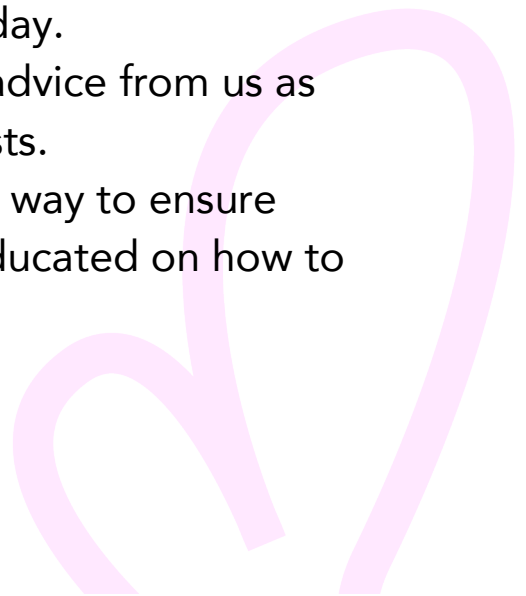 day.
advice from us as
sts.
way to ensure
ducated on how to